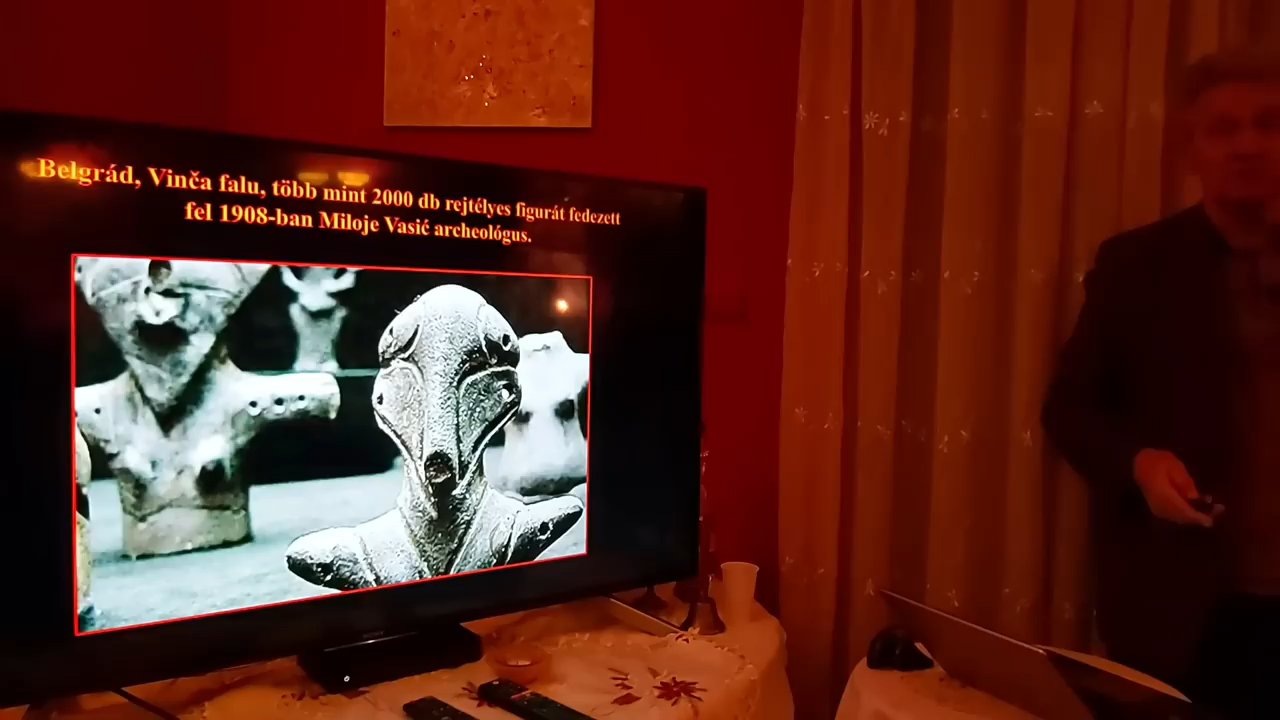 Belgrád, Vinča falu, több mint 2000 db rejtélyes figurát fedezett
fel 1908-ban Miloje Vasić archeológus.